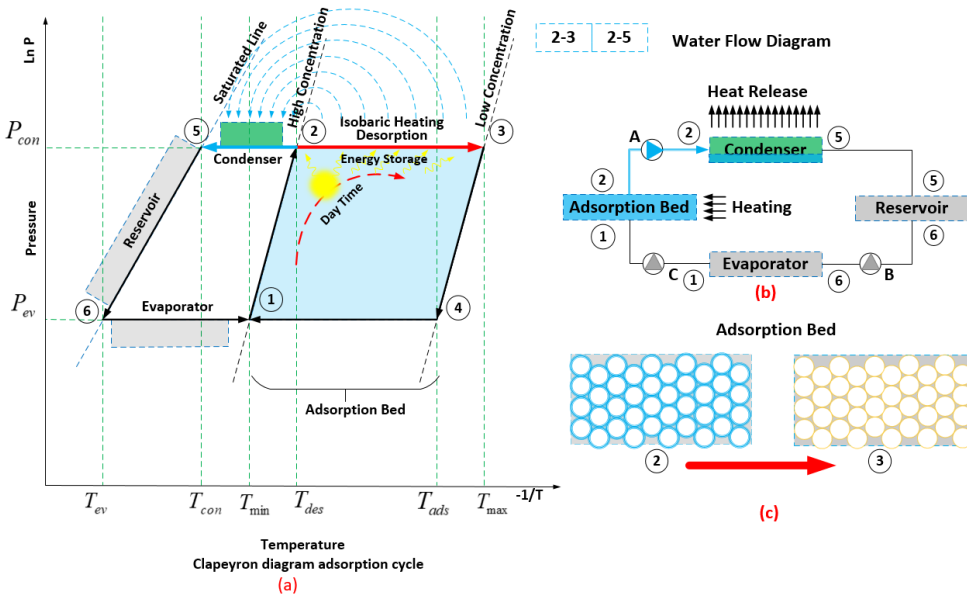 Ln P
Pressure
P_con
P_ev
Saturated Line
High Concentration
Low Concentration
5
2
3
Isobaric Heating
Desorption
Condenser
Energy Storage
Day Time
Reservoir
6
Evaporator
1
4
Adsorption Bed
T_ev
T_con
T_min
T_des
T_ads
T_max
-1/T
Temperature
Clapeyron diagram adsorption cycle
(a)
2-3
2-5
Water Flow Diagram
Heat Release
A
2
Condenser
5
2
5
Adsorption Bed
Heating
Reservoir
1
6
Evaporator
C
1
6
B
(b)
Adsorption Bed
2
3
(c)